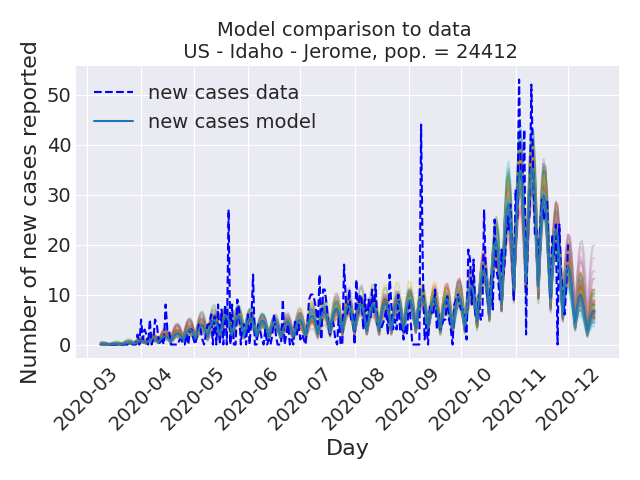 Model comparison to data
US - Idaho - Jerome, pop. = 24412
Number of new cases reported
50
40
30
20
10
0
new cases data
new cases model
2020-03
2020-04
2020-05
2020-06
2020-07
2020-08
2020-09
2020-10
2020-11
2020-12
Day